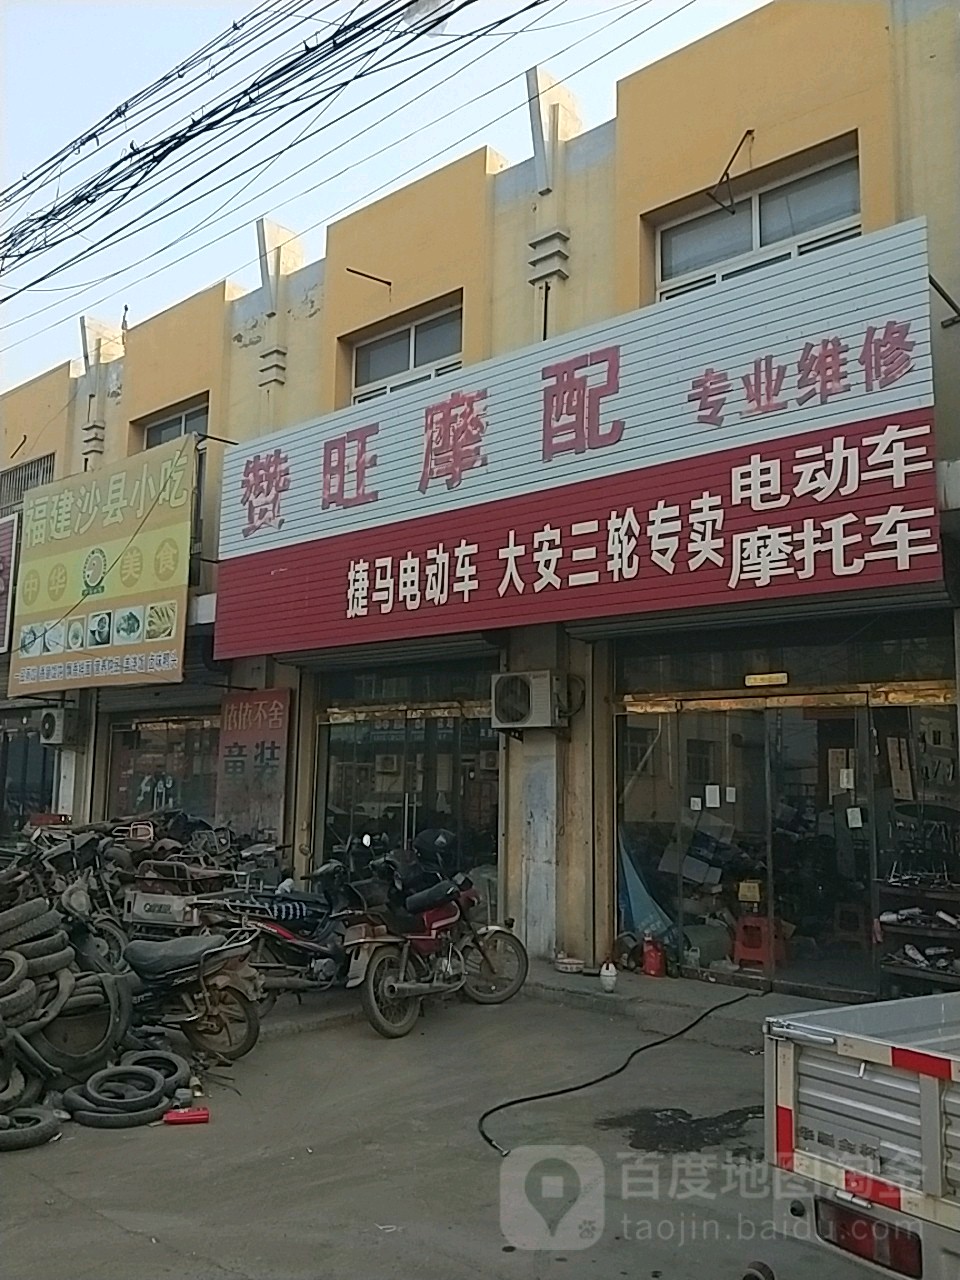 赞旺摩配 专业维修
捷马电动车 大安三轮专卖 电动车
摩托车
福建沙县小吃
中华美食
依依不舍
童装
百度地图淘金
taojin.baidu.com